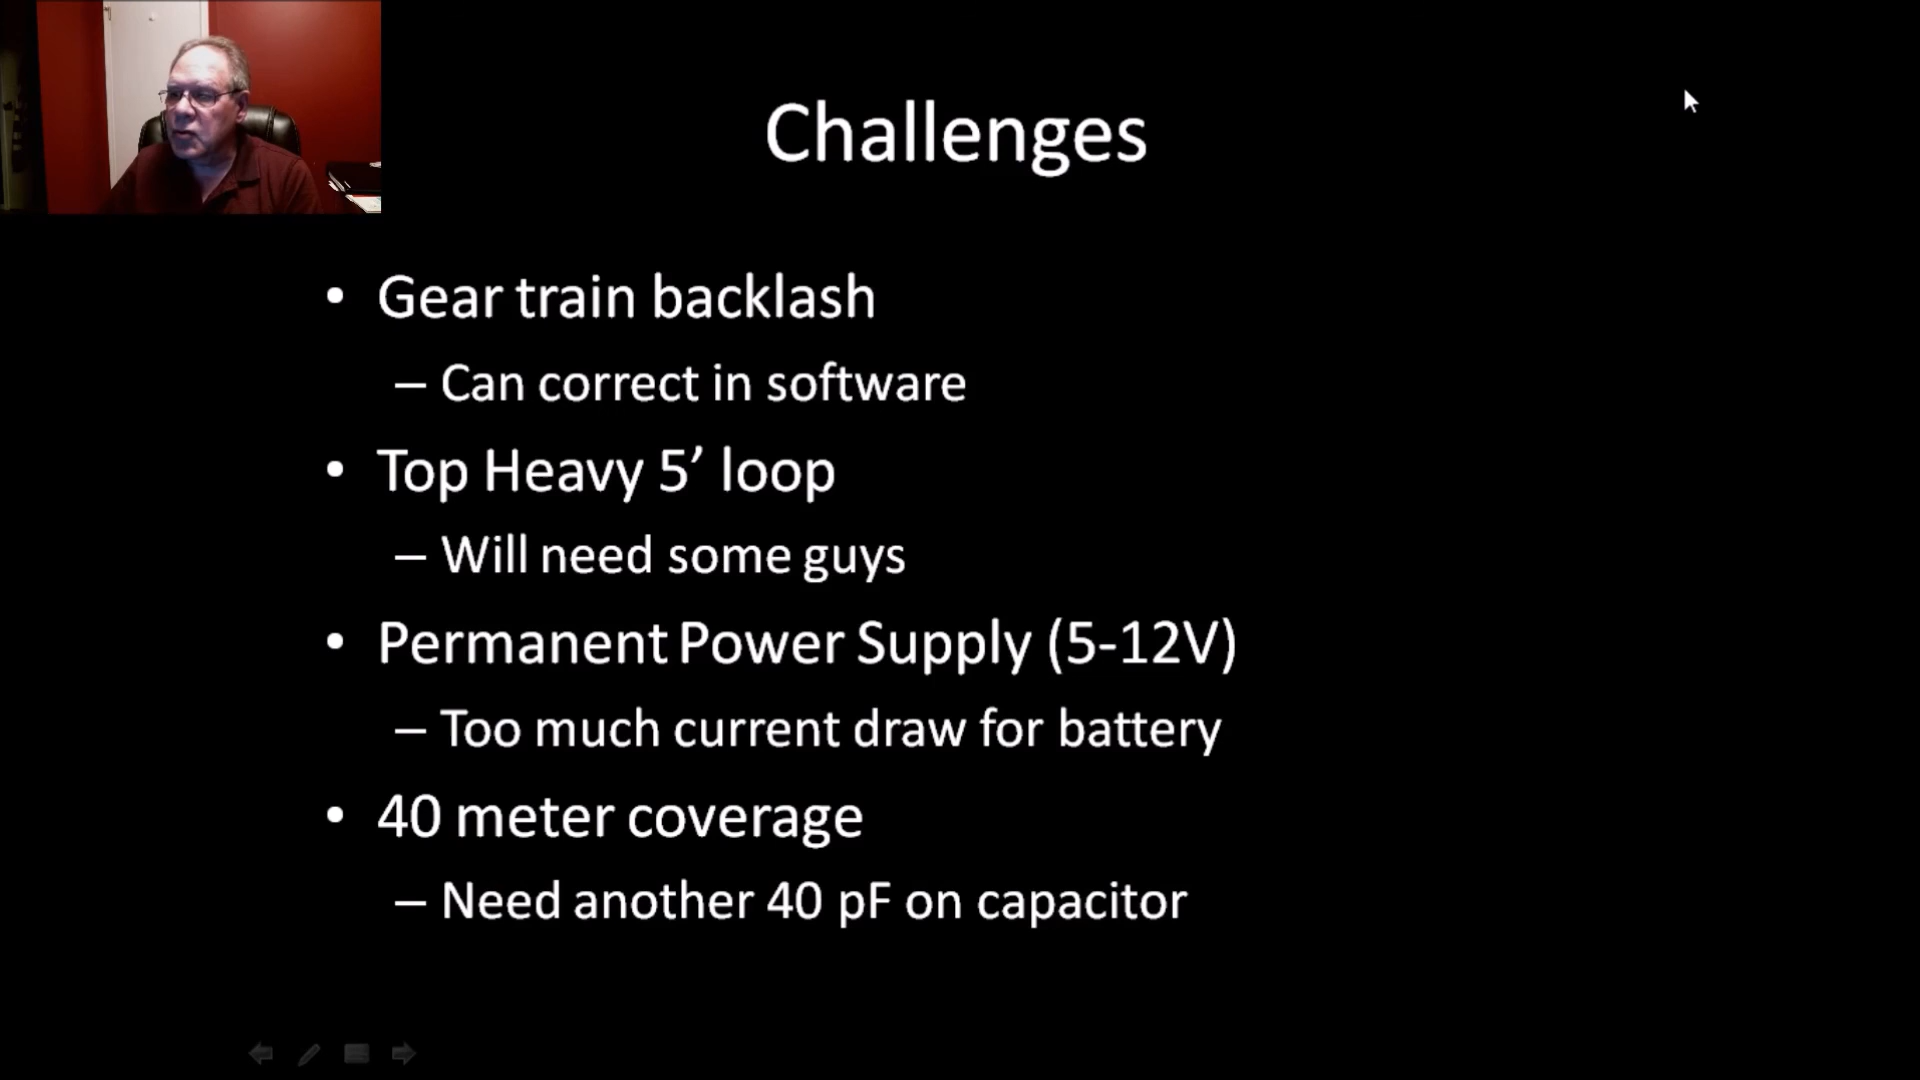 Challenges
• Gear train backlash
– Can correct in software
• Top Heavy 5’ loop
– Will need some guys
• Permanent Power Supply (5-12V)
– Too much current draw for battery
• 40 meter coverage
– Need another 40 pF on capacitor